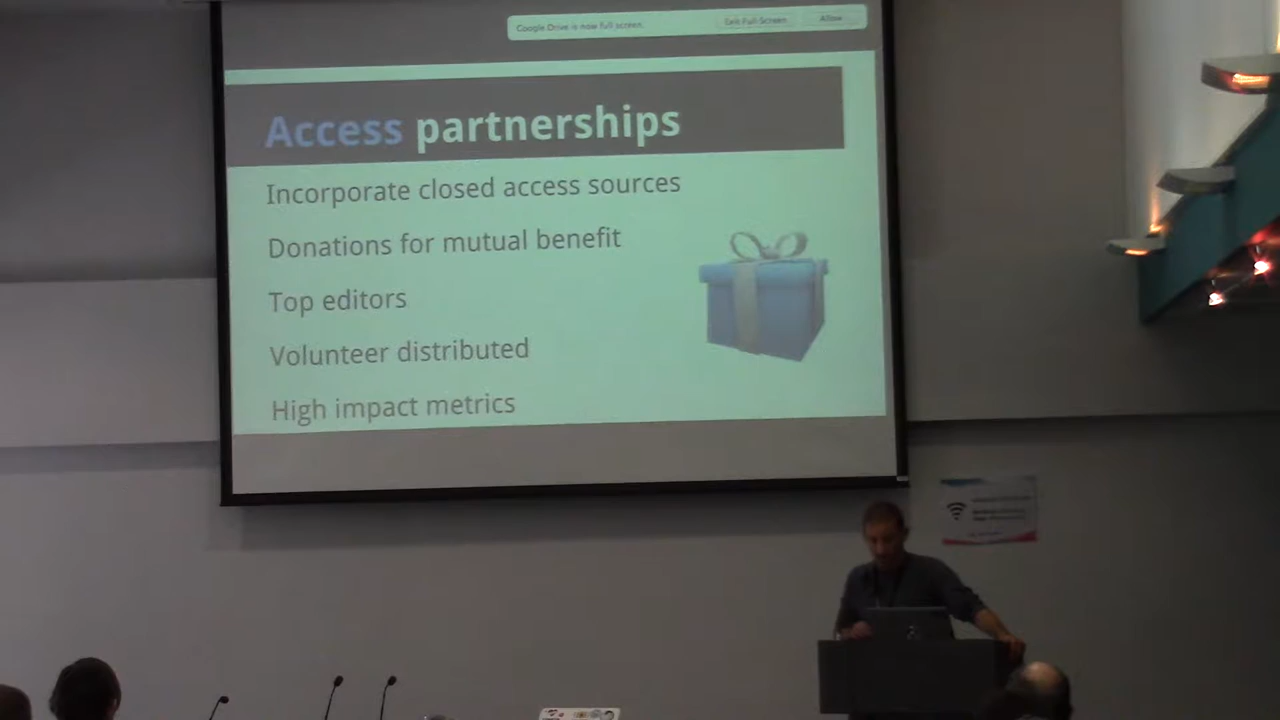 Google Drive is now full screen.
Exit Full Screen
Allow
Access partnerships
Incorporate closed access sources
Donations for mutual benefit
Top editors
Volunteer distributed
High impact metrics